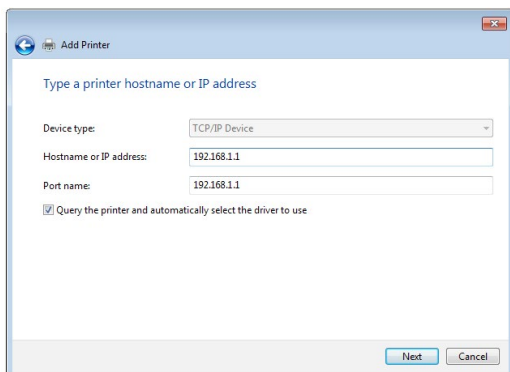 Add Printer
Type a printer hostname or IP address
Device type: TCP/IP Device
Hostname or IP address: 192.168.1.1
Port name: 192.168.1.1
Query the printer and automatically select the driver to use
Next Cancel